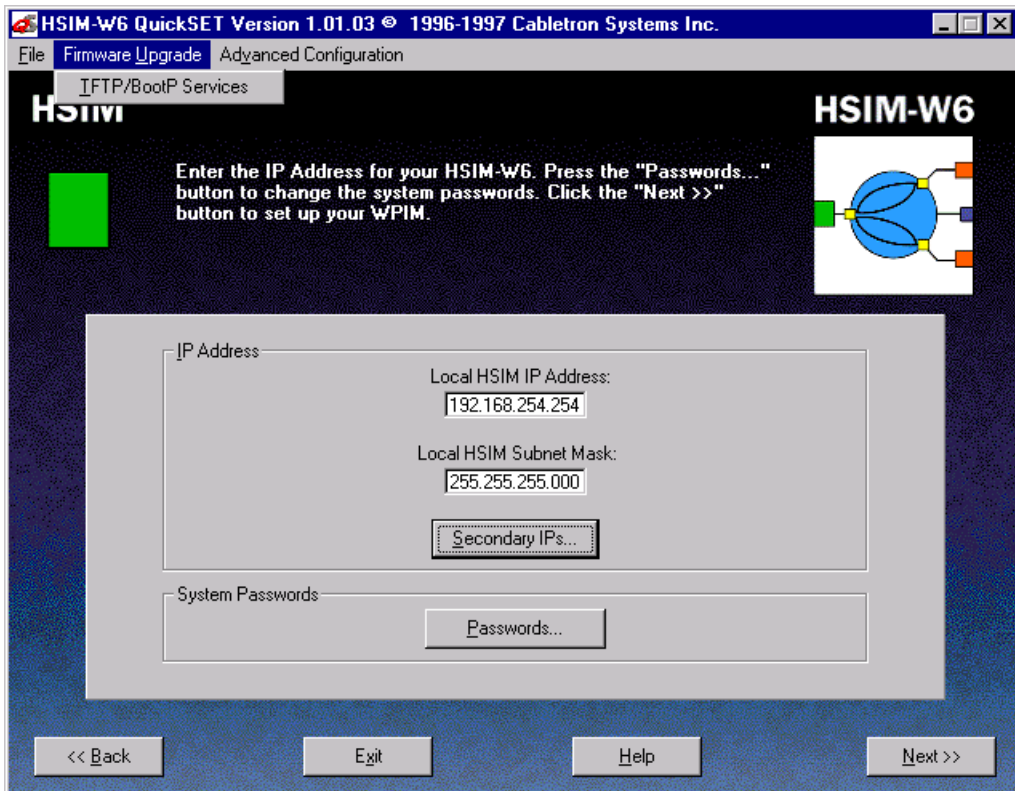 HSIM-W6 QuickSET Version 1.01.03 © 1996-1997 Cabletron Systems Inc.
File Firmware Upgrade Advanced Configuration
TFTP/BootP Services
HSIM
HSIM-W6
Enter the IP Address for your HSIM-W6. Press the "Passwords..."
button to change the system passwords. Click the "Next >>"
button to set up your WPIM.
IP Address
Local HSIM IP Address:
192.168.254.254
Local HSIM Subnet Mask:
255.255.255.000
Secondary IPs...
System Passwords
Passwords...
<< Back Exit Help Next >>